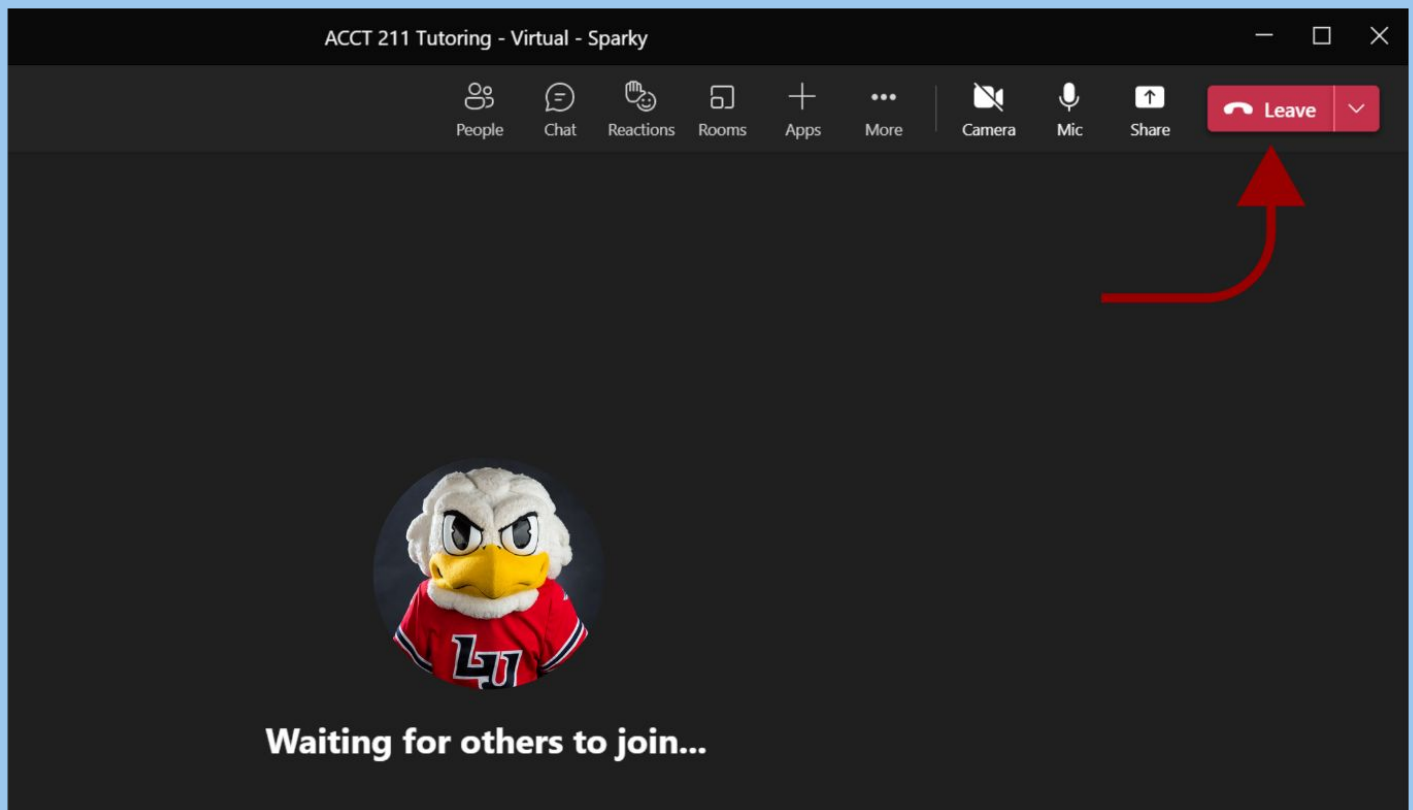 ACCT 211 Tutoring - Virtual - Sparky
People Chat Reactions Rooms Apps More Camera Mic Share Leave
LU
Waiting for others to join...